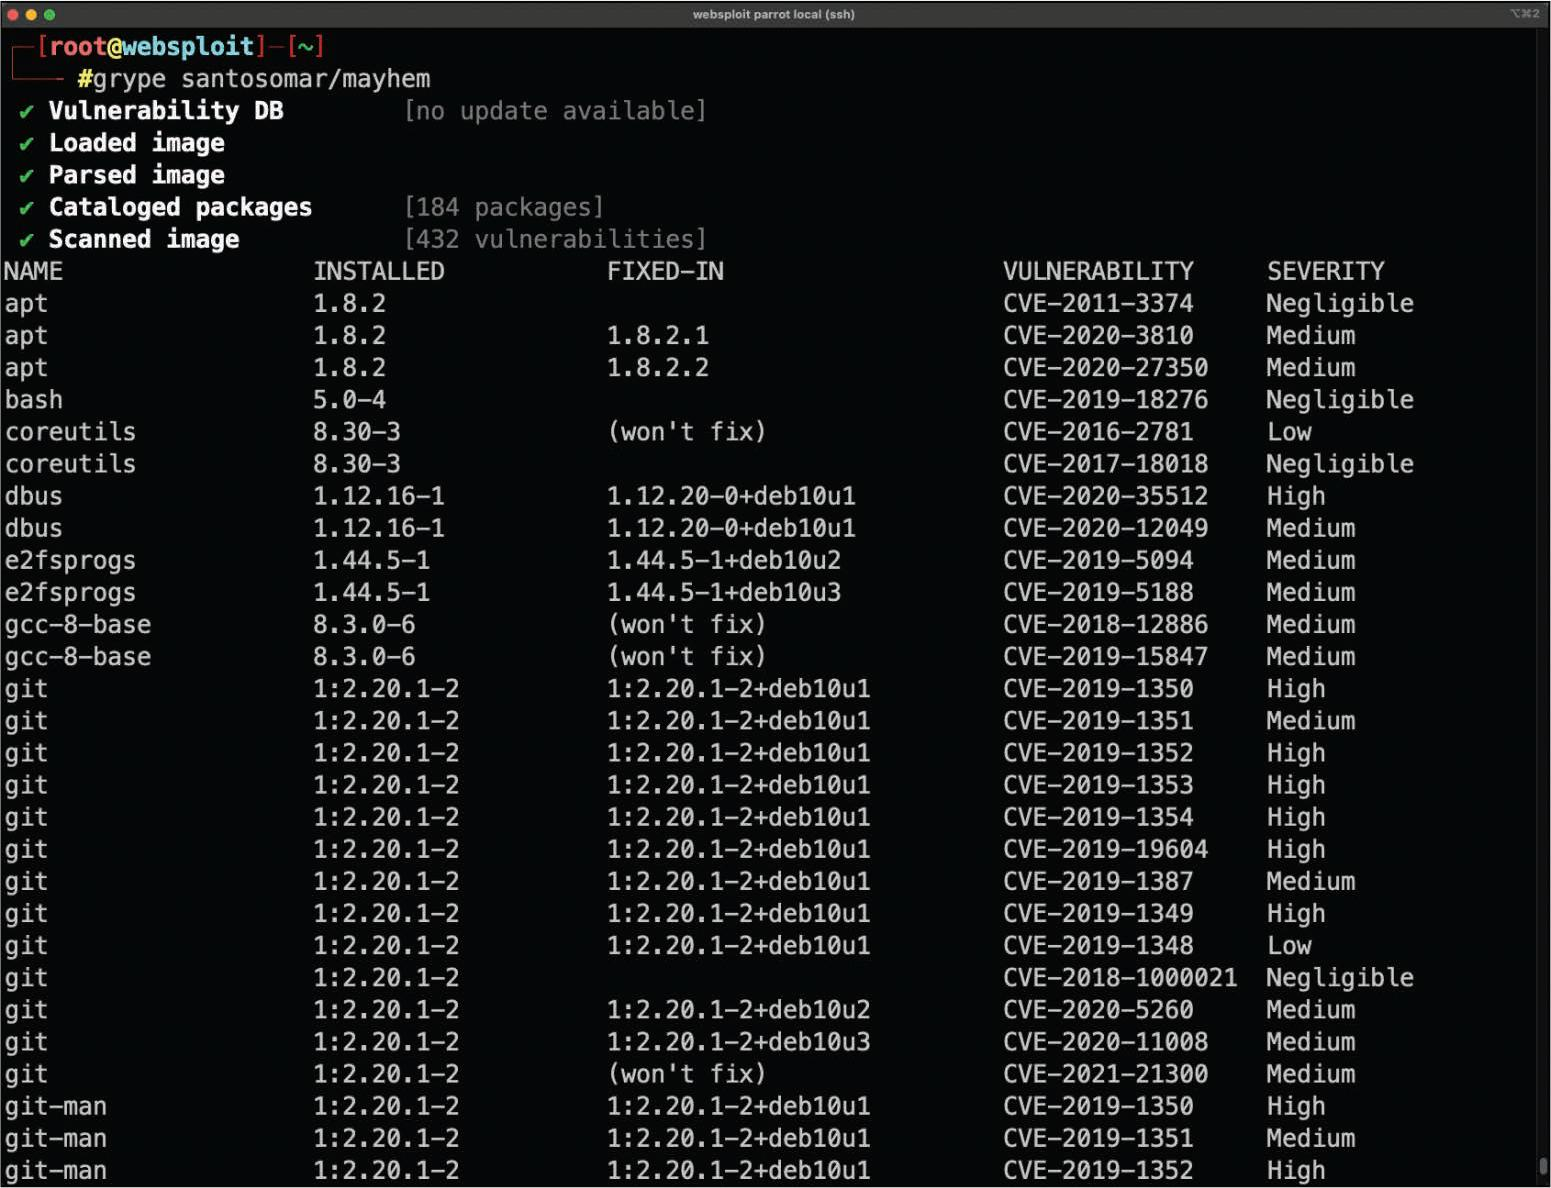 websploit parrot local (ssh) ⌥⌘2
[root@websploit]─[~]
#grype santosomar/mayhem
✔ Vulnerability DB [no update available]
✔ Loaded image
✔ Parsed image
✔ Cataloged packages [184 packages]
✔ Scanned image [432 vulnerabilities]
NAME INSTALLED FIXED-IN VULNERABILITY SEVERITY
apt 1.8.2 CVE-2011-3374 Negligible
apt 1.8.2 1.8.2.1 CVE-2020-3810 Medium
apt 1.8.2 1.8.2.2 CVE-2020-27350 Medium
bash 5.0-4 CVE-2019-18276 Negligible
coreutils 8.30-3 (won't fix) CVE-2016-2781 Low
coreutils 8.30-3 CVE-2017-18018 Negligible
dbus 1.12.16-1 1.12.20-0+deb10u1 CVE-2020-35512 High
dbus 1.12.16-1 1.12.20-0+deb10u1 CVE-2020-12049 Medium
e2fsprogs 1.44.5-1 1.44.5-1+deb10u2 CVE-2019-5094 Medium
e2fsprogs 1.44.5-1 1.44.5-1+deb10u3 CVE-2019-5188 Medium
gcc-8-base 8.3.0-6 (won't fix) CVE-2018-12886 Medium
gcc-8-base 8.3.0-6 (won't fix) CVE-2019-15847 Medium
git 1:2.20.1-2 1:2.20.1-2+deb10u1 CVE-2019-1350 High
git 1:2.20.1-2 1:2.20.1-2+deb10u1 CVE-2019-1351 Medium
git 1:2.20.1-2 1:2.20.1-2+deb10u1 CVE-2019-1352 High
git 1:2.20.1-2 1:2.20.1-2+deb10u1 CVE-2019-1353 High
git 1:2.20.1-2 1:2.20.1-2+deb10u1 CVE-2019-1354 High
git 1:2.20.1-2 1:2.20.1-2+deb10u1 CVE-2019-19604 High
git 1:2.20.1-2 1:2.20.1-2+deb10u1 CVE-2019-1387 Medium
git 1:2.20.1-2 1:2.20.1-2+deb10u1 CVE-2019-1349 High
git 1:2.20.1-2 1:2.20.1-2+deb10u1 CVE-2019-1348 Low
git 1:2.20.1-2 CVE-2018-1000021 Negligible
git 1:2.20.1-2 1:2.20.1-2+deb10u2 CVE-2020-5260 Medium
git 1:2.20.1-2 1:2.20.1-2+deb10u3 CVE-2020-11008 Medium
git 1:2.20.1-2 (won't fix) CVE-2021-21300 Medium
git-man 1:2.20.1-2 1:2.20.1-2+deb10u1 CVE-2019-1350 High
git-man 1:2.20.1-2 1:2.20.1-2+deb10u1 CVE-2019-1351 Medium
git-man 1:2.20.1-2 1:2.20.1-2+deb10u1 CVE-2019-1352 High